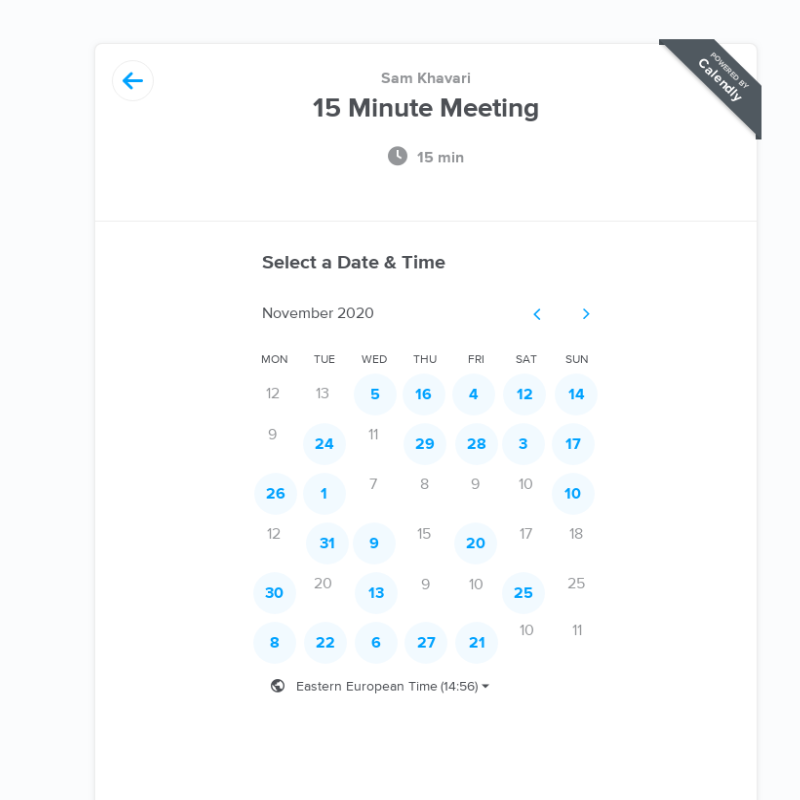 POWERED BY
Calendly
Sam Khavari
15 Minute Meeting
15 min
Select a Date & Time
November 2020
MON TUE WED THU FRI SAT SUN
12 13 5 16 4 12 14
9 24 11 29 28 3 17
26 1 7 8 9 10 10
12 31 9 15 20 17 18
30 20 13 9 10 25 25
8 22 6 27 21 10 11
Eastern European Time (14:56)